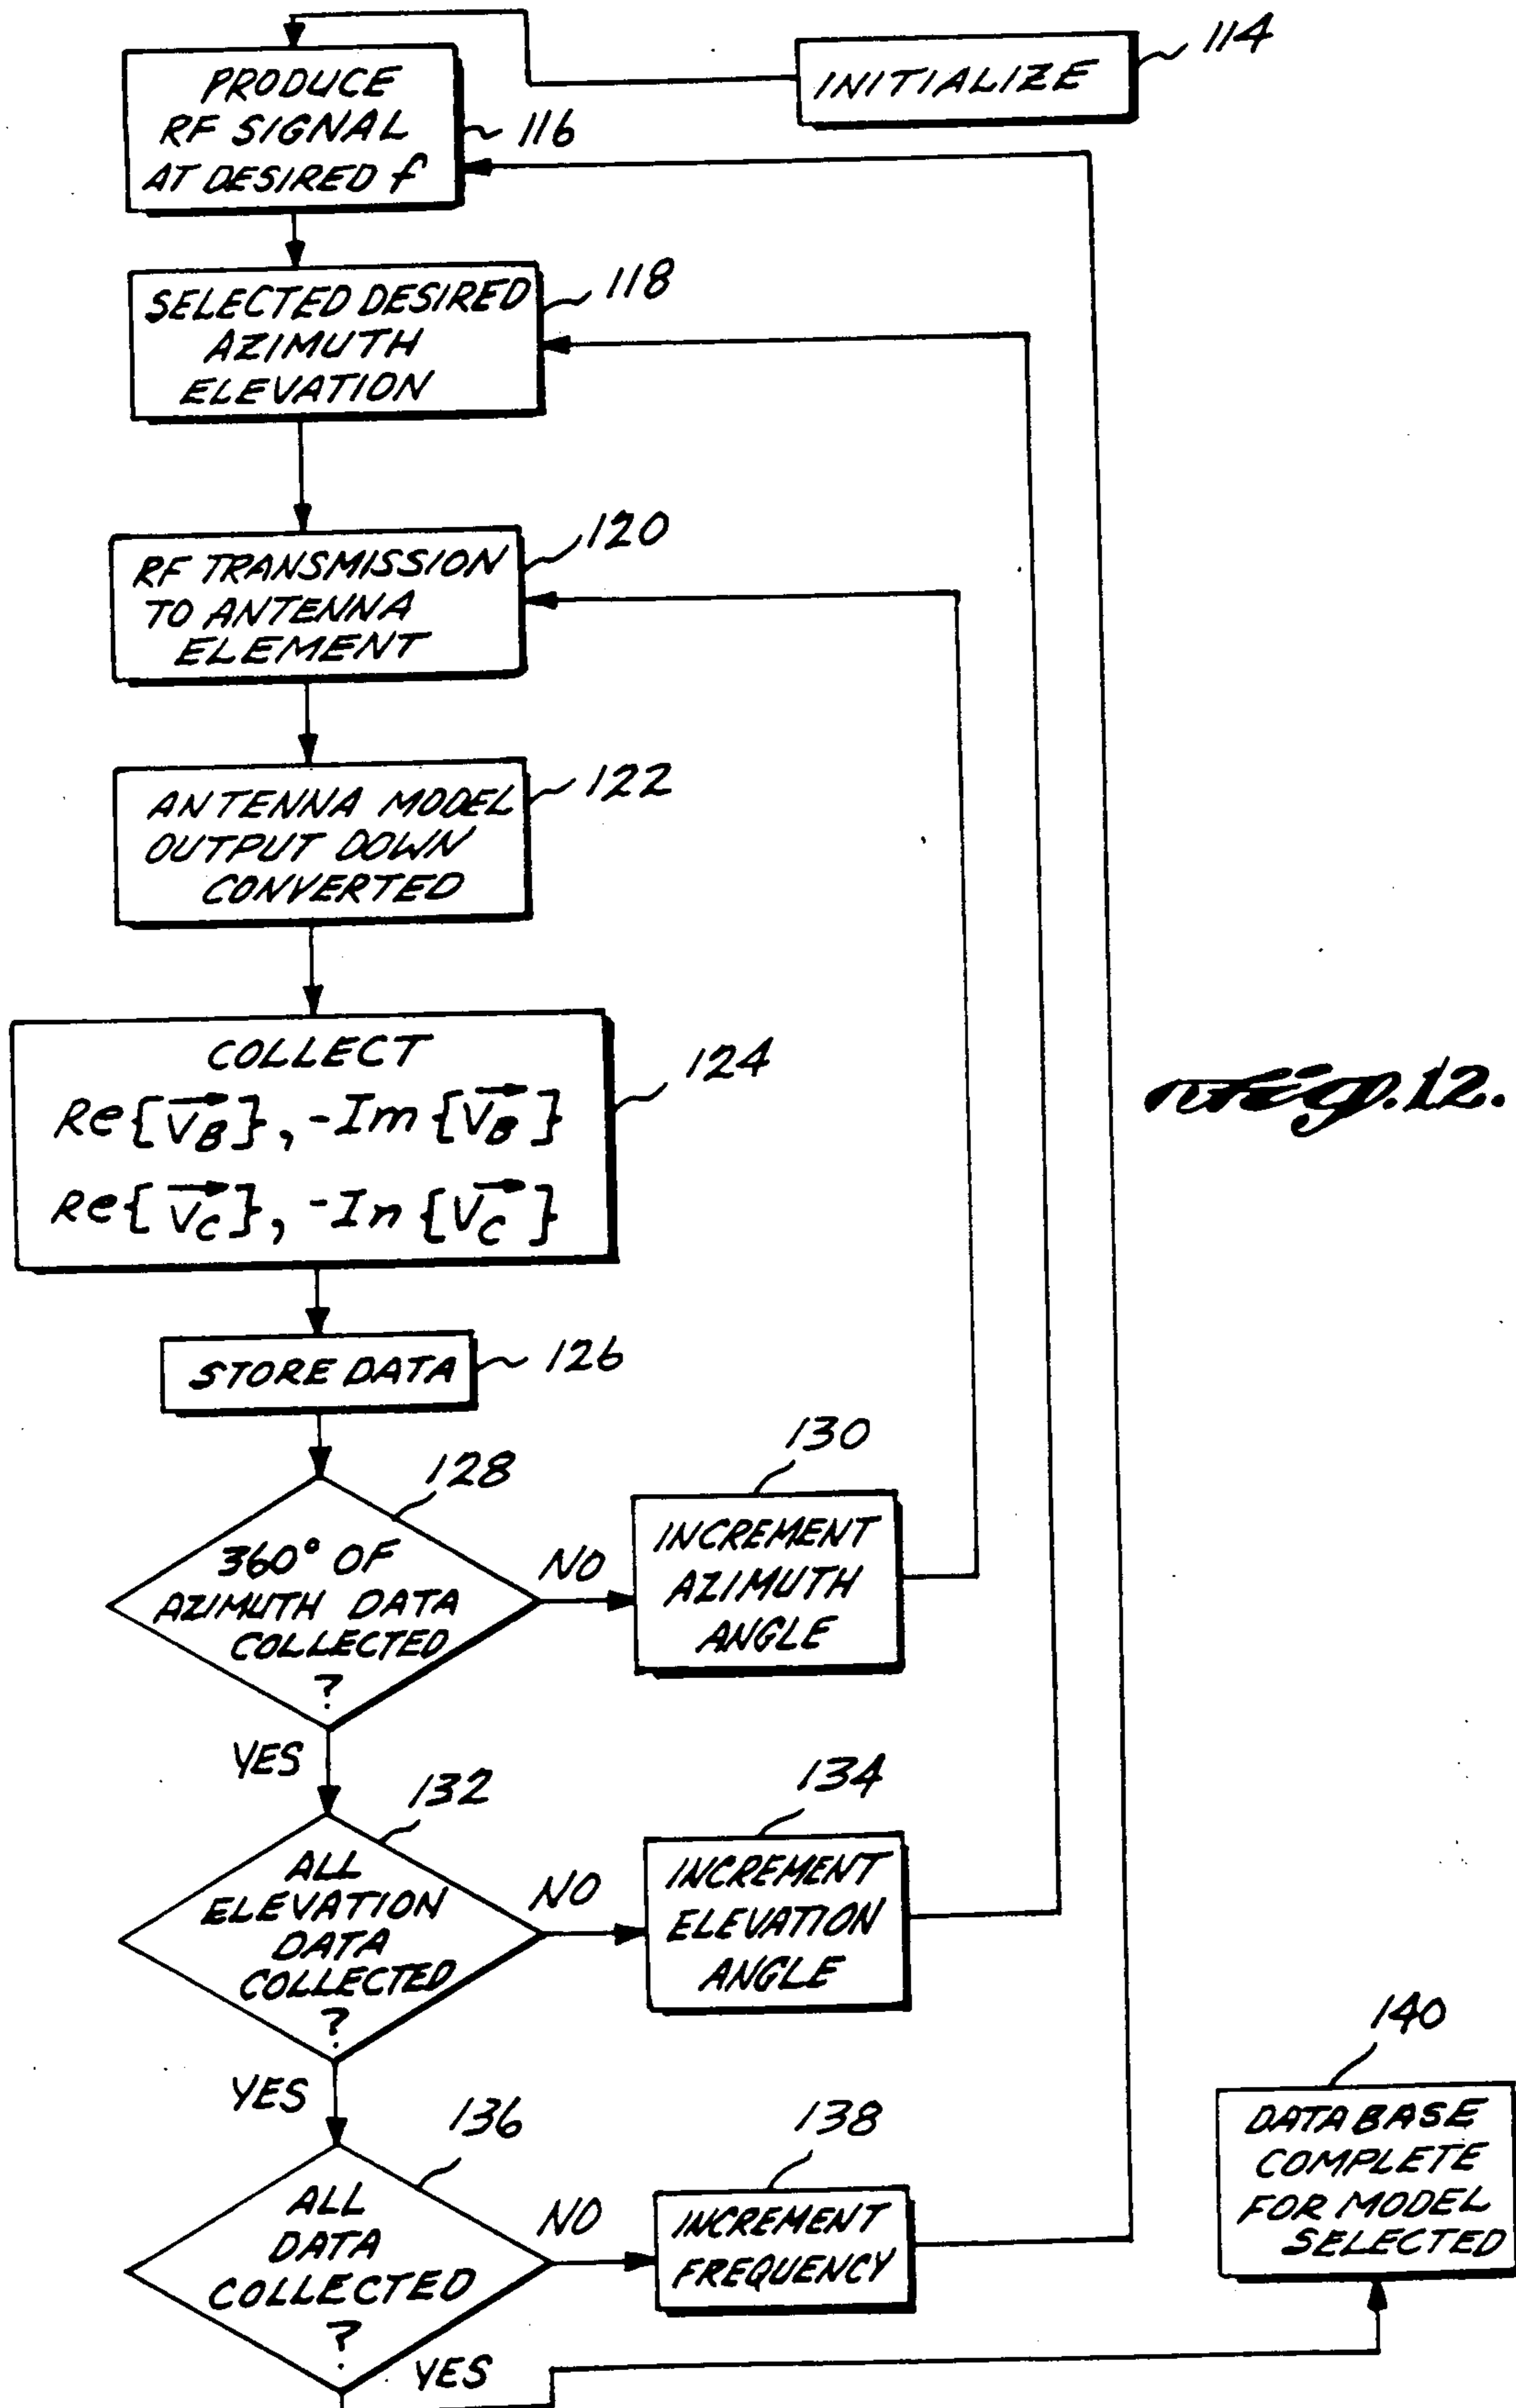 INITIALIZE
114
PRODUCE
RF SIGNAL
AT DESIRED f
116
SELECTED DESIRED
AZIMUTH
ELEVATION
118
RF TRANSMISSION
TO ANTENNA
ELEMENT
120
ANTENNA MODEL
OUTPUT DOWN
CONVERTED
122
COLLECT
Re{V_B}, -Im{V_B}
Re{V_C}, -In{V_C}
124
Fig. 12.
STORE DATA
126
360° OF
AZIMUTH DATA
COLLECTED
?
128
NO
INCREMENT
AZIMUTH
ANGLE
130
YES
ALL
ELEVATION
DATA
COLLECTED
?
132
NO
INCREMENT
ELEVATION
ANGLE
134
YES
ALL
DATA
COLLECTED
?
136
NO
INCREMENT
FREQUENCY
138
YES
DATA BASE
COMPLETE
FOR MODEL
SELECTED
140